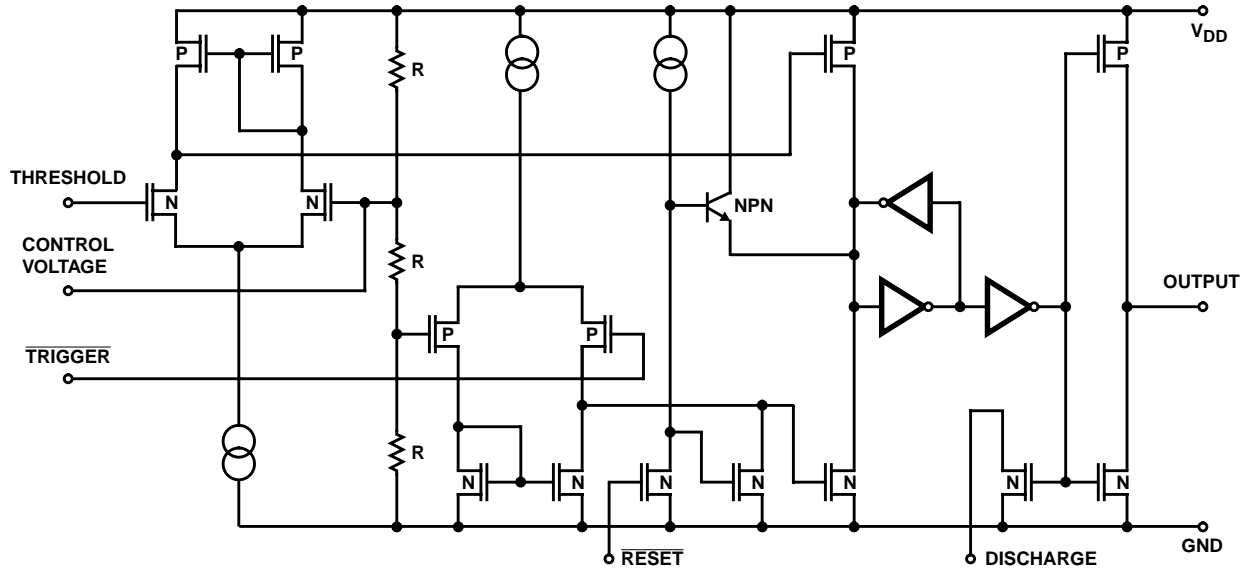 VDD
P
P
R
P
P
THRESHOLD
N
N
NPN
CONTROL
VOLTAGE
R
OUTPUT
P
P
TRIGGER
R
N
N
N
N
N
N
N
GND
RESET
DISCHARGE